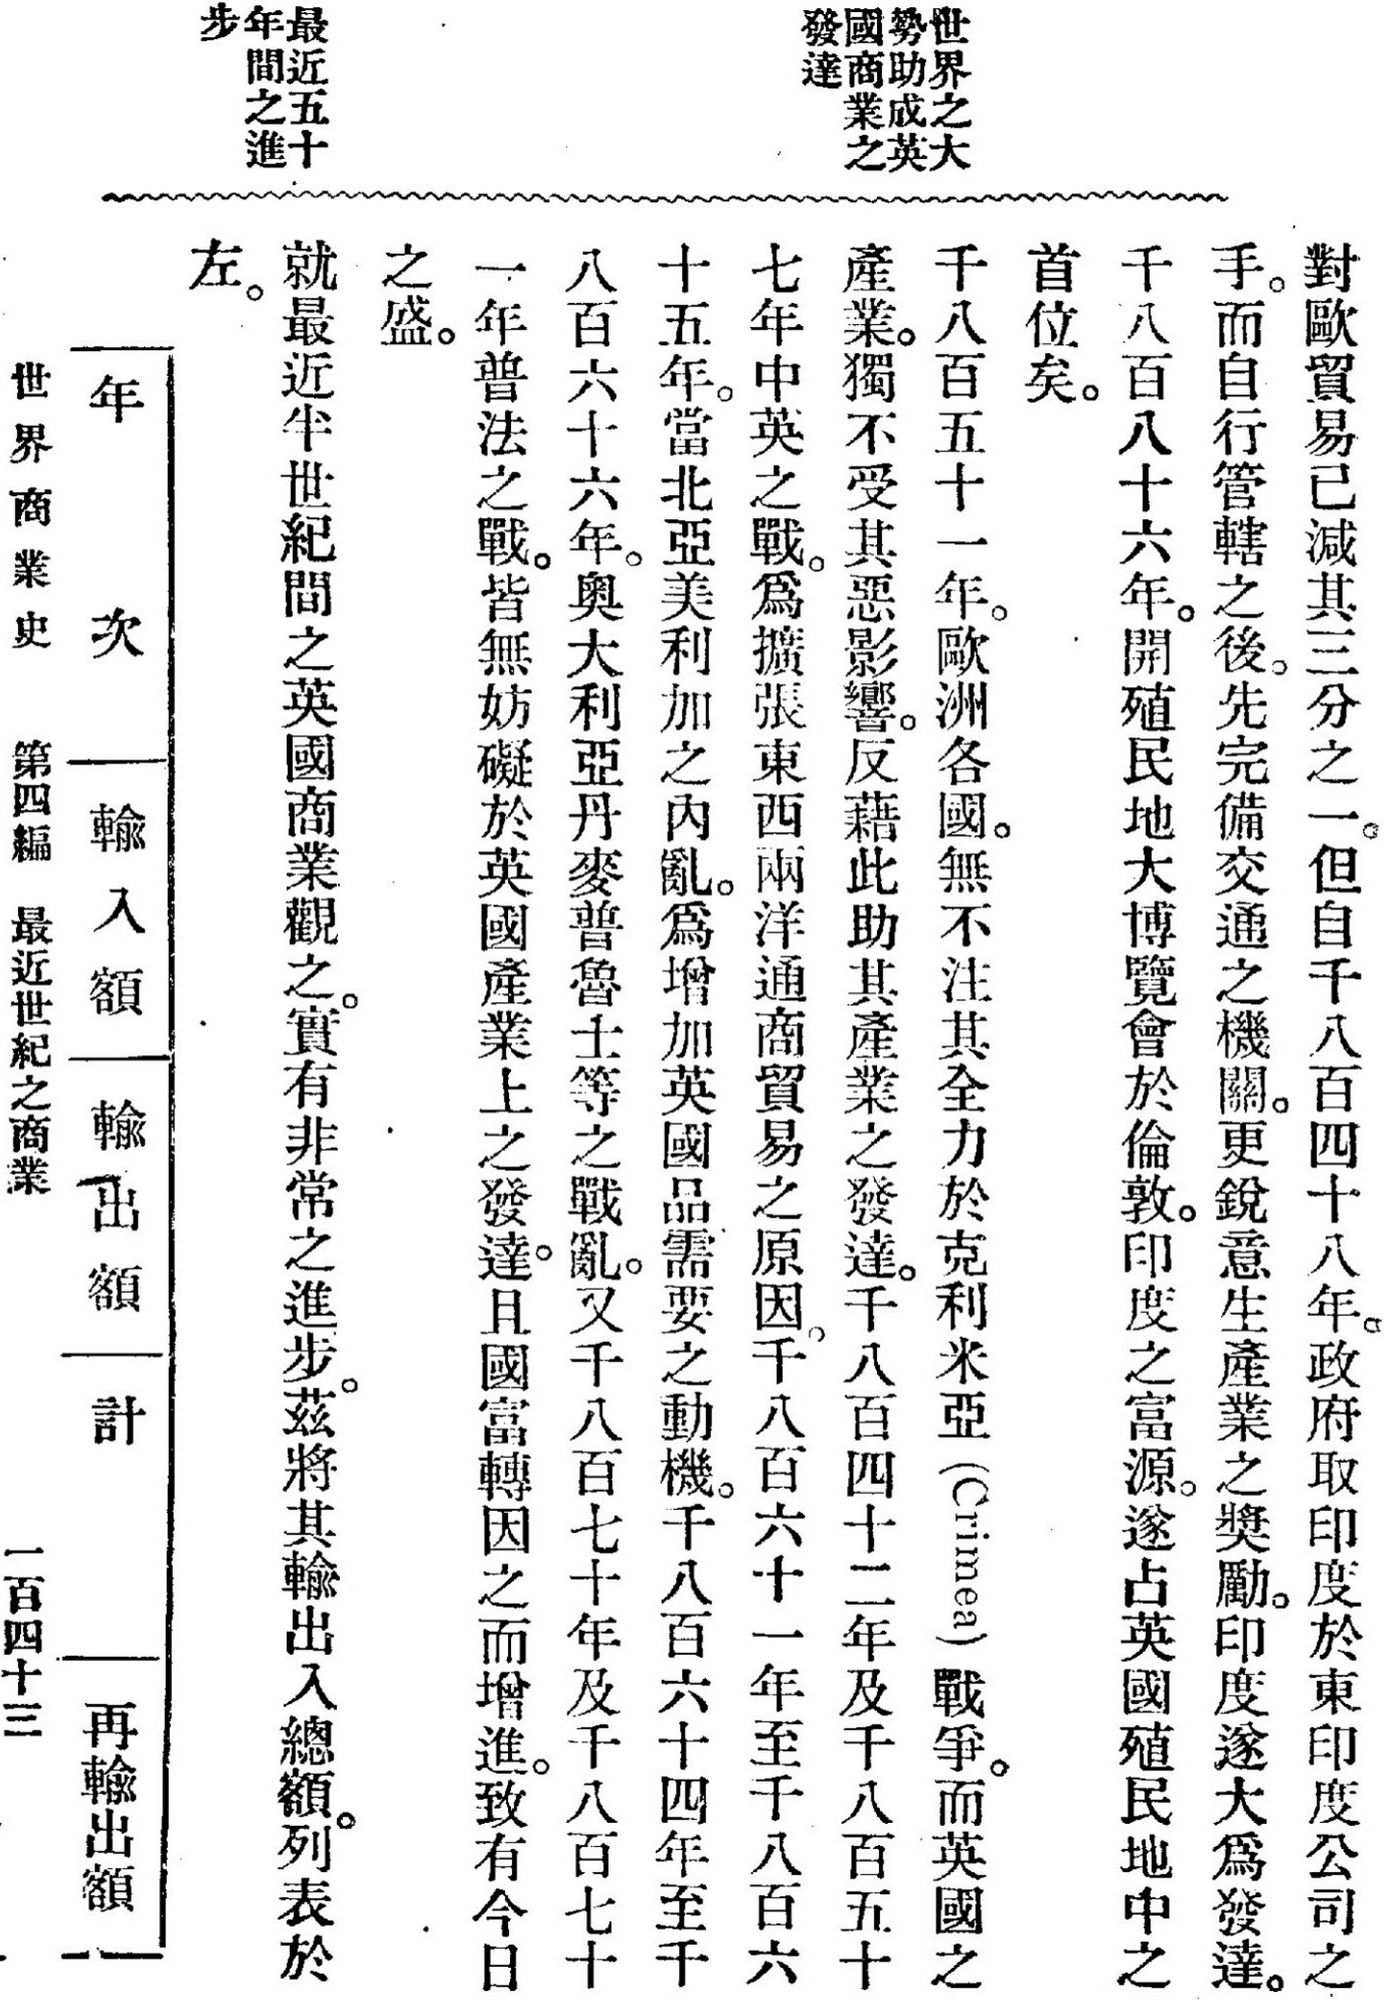 世界之大
勢助成英
國商業之
發達
最近五十
年間之進
步
對歐貿易已減其三分之一。但自千八百四十八年。政府取印度於東印度公司之
手。而自行管轄之後。先完備交通之機關。更銳意生產業之獎勵。印度遂大爲發達。
千八百八十六年。開殖民地大博覽會於倫敦。印度之富源。遂占英國殖民地中之
首位矣。
千八百五十一年。歐洲各國。無不注其全力於克利米亞(Crimea)戰爭。而英國之
產業。獨不受其惡影響。反藉此助其產業之發達。千八百四十二年及千八百五十
七年中英之戰。爲擴張東西兩洋通商貿易之原因。千八百六十一年至千八百六
十五年。當北亞美利加之內亂。爲增加英國品需要之動機。千八百六十四年至千
八百六十六年。奧大利亞丹麥普魯士等之戰亂。又千八百七十年及千八百七十
一年普法之戰。皆無妨礙於英國產業上之發達。且國富轉因之而增進。致有今日
之盛。
就最近半世紀間之英國商業觀之。實有非常之進步。茲將其輸出入總額。列表於
左。
年次
輸入額
輸出額
計
再輸出額
世界商業史 第四編 最近世紀之商業 一百四十三